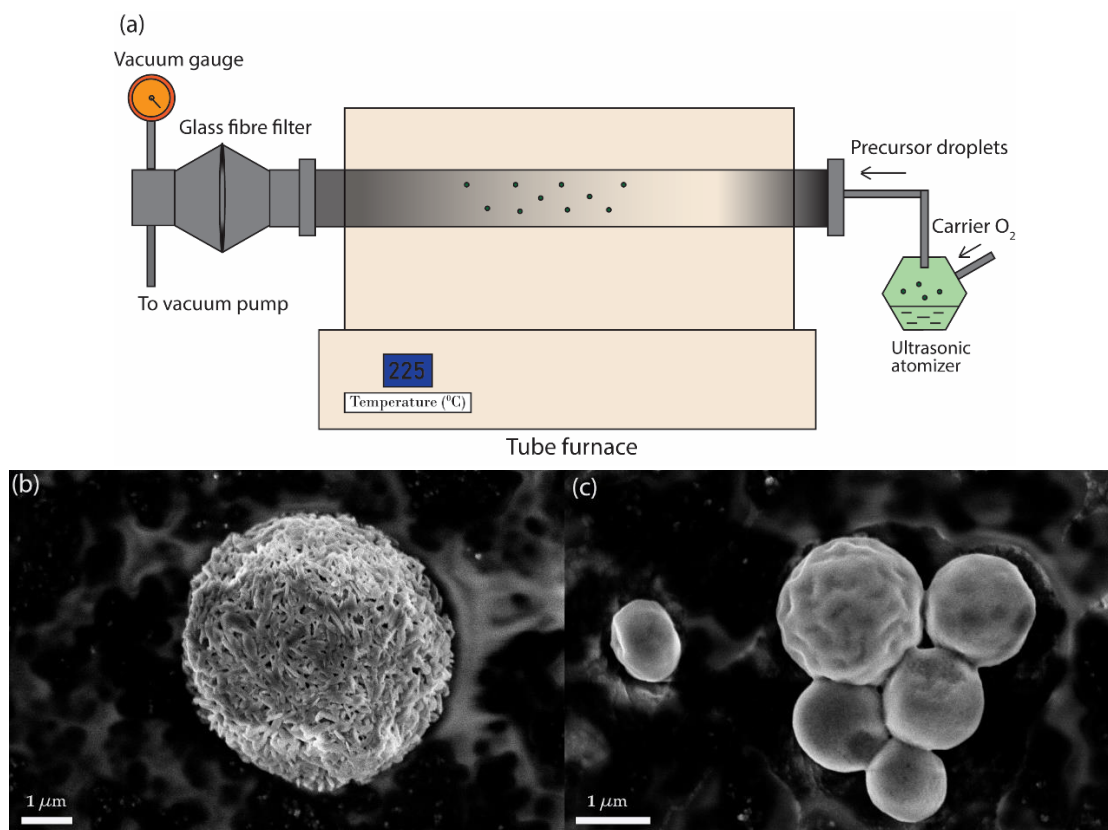 (a)
Vacuum gauge
Glass fibre filter
Precursor droplets
Carrier O₂
To vacuum pump
Ultrasonic
atomizer
225
Temperature (⁰C)
Tube furnace
(b)
(c)
1 μm
1 μm